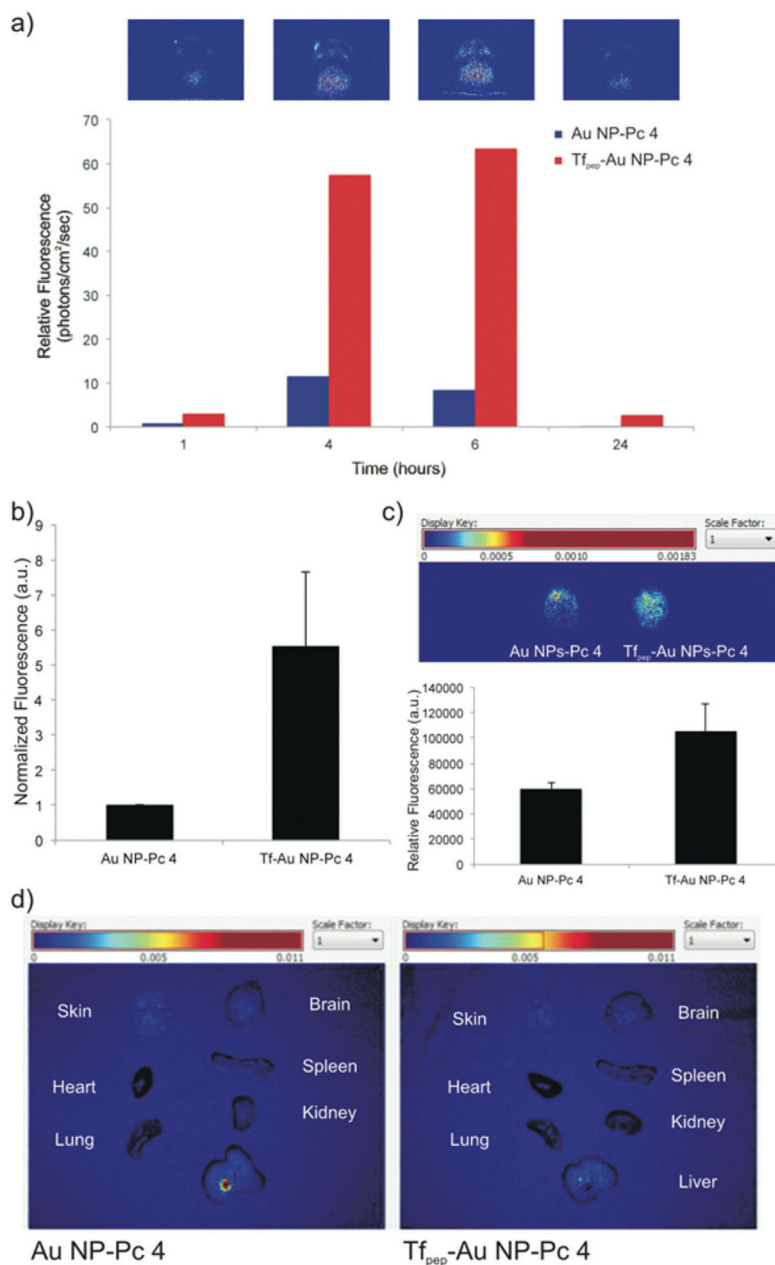 a)
70
60
50
40
30
20
10
0
Relative Fluorescence
(photons/cm²/sec)
Au NP-Pc 4
Tfpep-Au NP-Pc 4
1 4 6 24
Time (hours)
b)
9
8
7
6
5
4
3
2
1
0
Normalized Fluorescence (a.u.)
Au NP-Pc 4 Tf-Au NP-Pc 4
c)
Display Key: Scale Factor:
1
0 0.0005 0.0010 0.00183
Au NPs-Pc 4 Tfpep-Au NPs-Pc 4
140000
120000
100000
80000
60000
40000
20000
0
Relative Fluorescence (a.u.)
Au NP-Pc 4 Tf-Au NP-Pc 4
d)
Display Key: Scale Factor:
1
0 0.005 0.011
Skin Brain
Heart Spleen
Lung Kidney
Au NP-Pc 4
Display Key: Scale Factor:
1
0 0.005 0.011
Skin Brain
Heart Spleen
Lung Kidney
Liver
Tfpep-Au NP-Pc 4